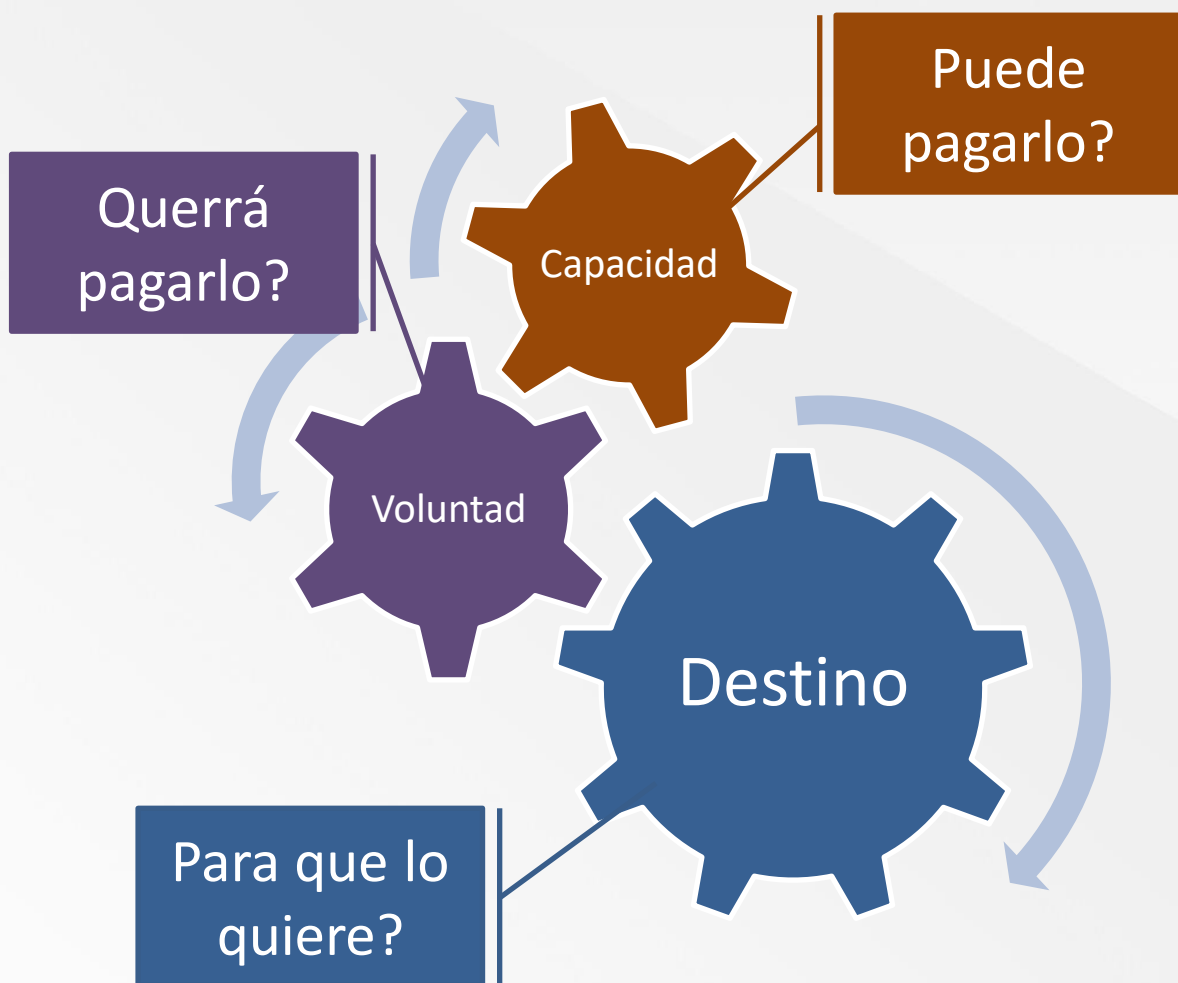 Puede
pagarlo?
Querrá
pagarlo?
Capacidad
Voluntad
Destino
Para que lo
quiere?